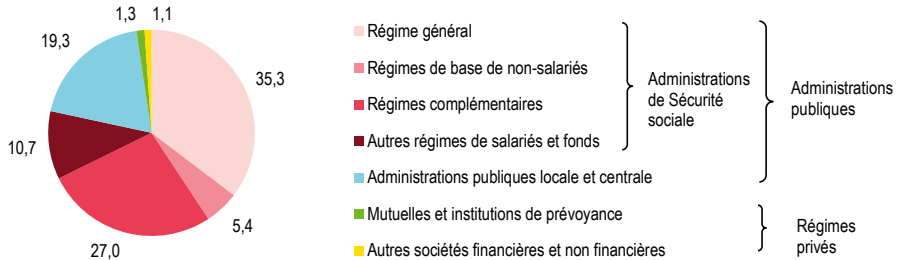 1,3
1,1
19,3
35,3
10,7
5,4
27,0
Régime général
Régimes de base de non-salariés
Régimes complémentaires
Autres régimes de salariés et fonds
Administrations publiques locale et centrale
Mutuelles et institutions de prévoyance
Autres sociétés financières et non financières
Administrations
de Sécurité
sociale
Administrations
publiques
Régimes
privés